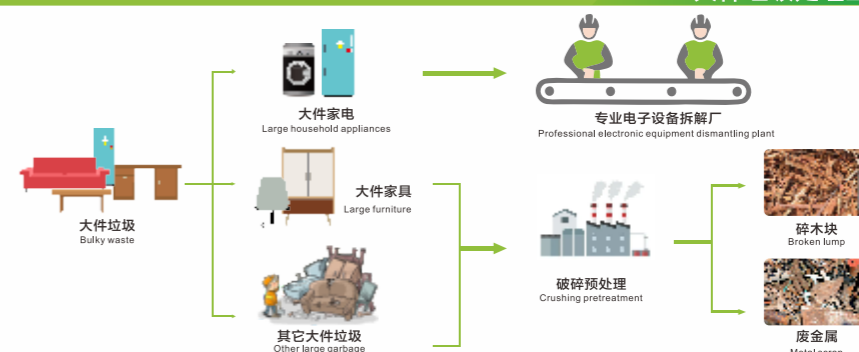 大件家电
Large household appliances
专业电子设备拆解厂
Professional electronic equipment dismantling plant
大件垃圾
Bulky waste
大件家具
Large furniture
碎木块
Broken lump
破碎预处理
Crushing pretreatment
其它大件垃圾
Other large garbage
废金属